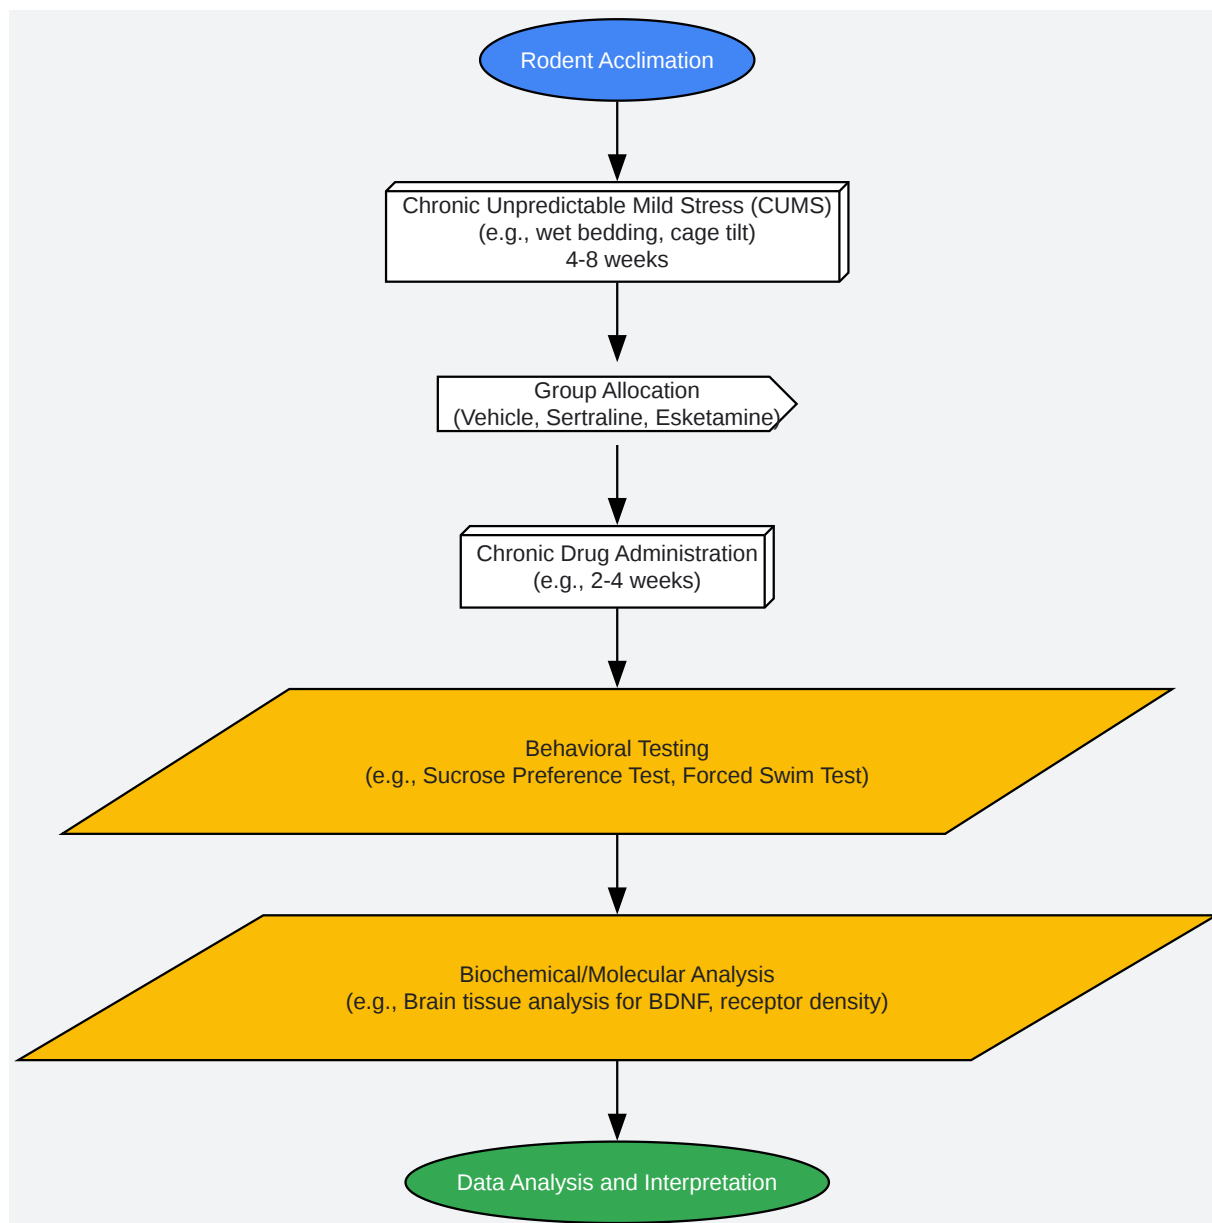 Rodent Acclimation
Chronic Unpredictable Mild Stress (CUMS)
(e.g., wet bedding, cage tilt)
4-8 weeks
Group Allocation
(Vehicle, Sertraline, Esketamine)
Chronic Drug Administration
(e.g., 2-4 weeks)
Behavioral Testing
(e.g., Sucrose Preference Test, Forced Swim Test)
Biochemical/Molecular Analysis
(e.g., Brain tissue analysis for BDNF, receptor density)
Data Analysis and Interpretation